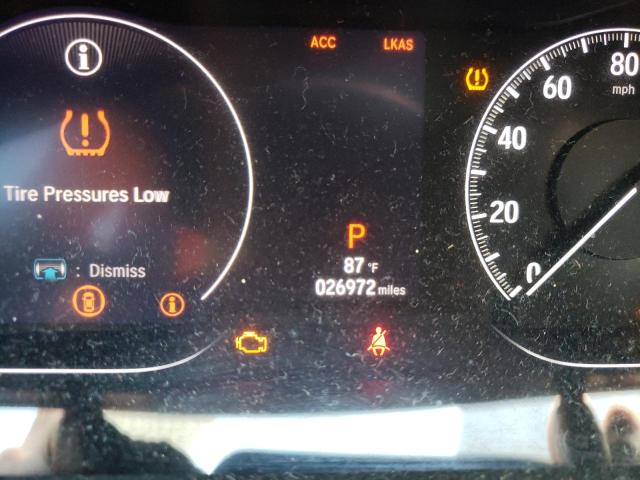 ACC LKAS
80
60
mph
40
Tire Pressures Low
20
P
: Dismiss
87 °F
0
026972 miles